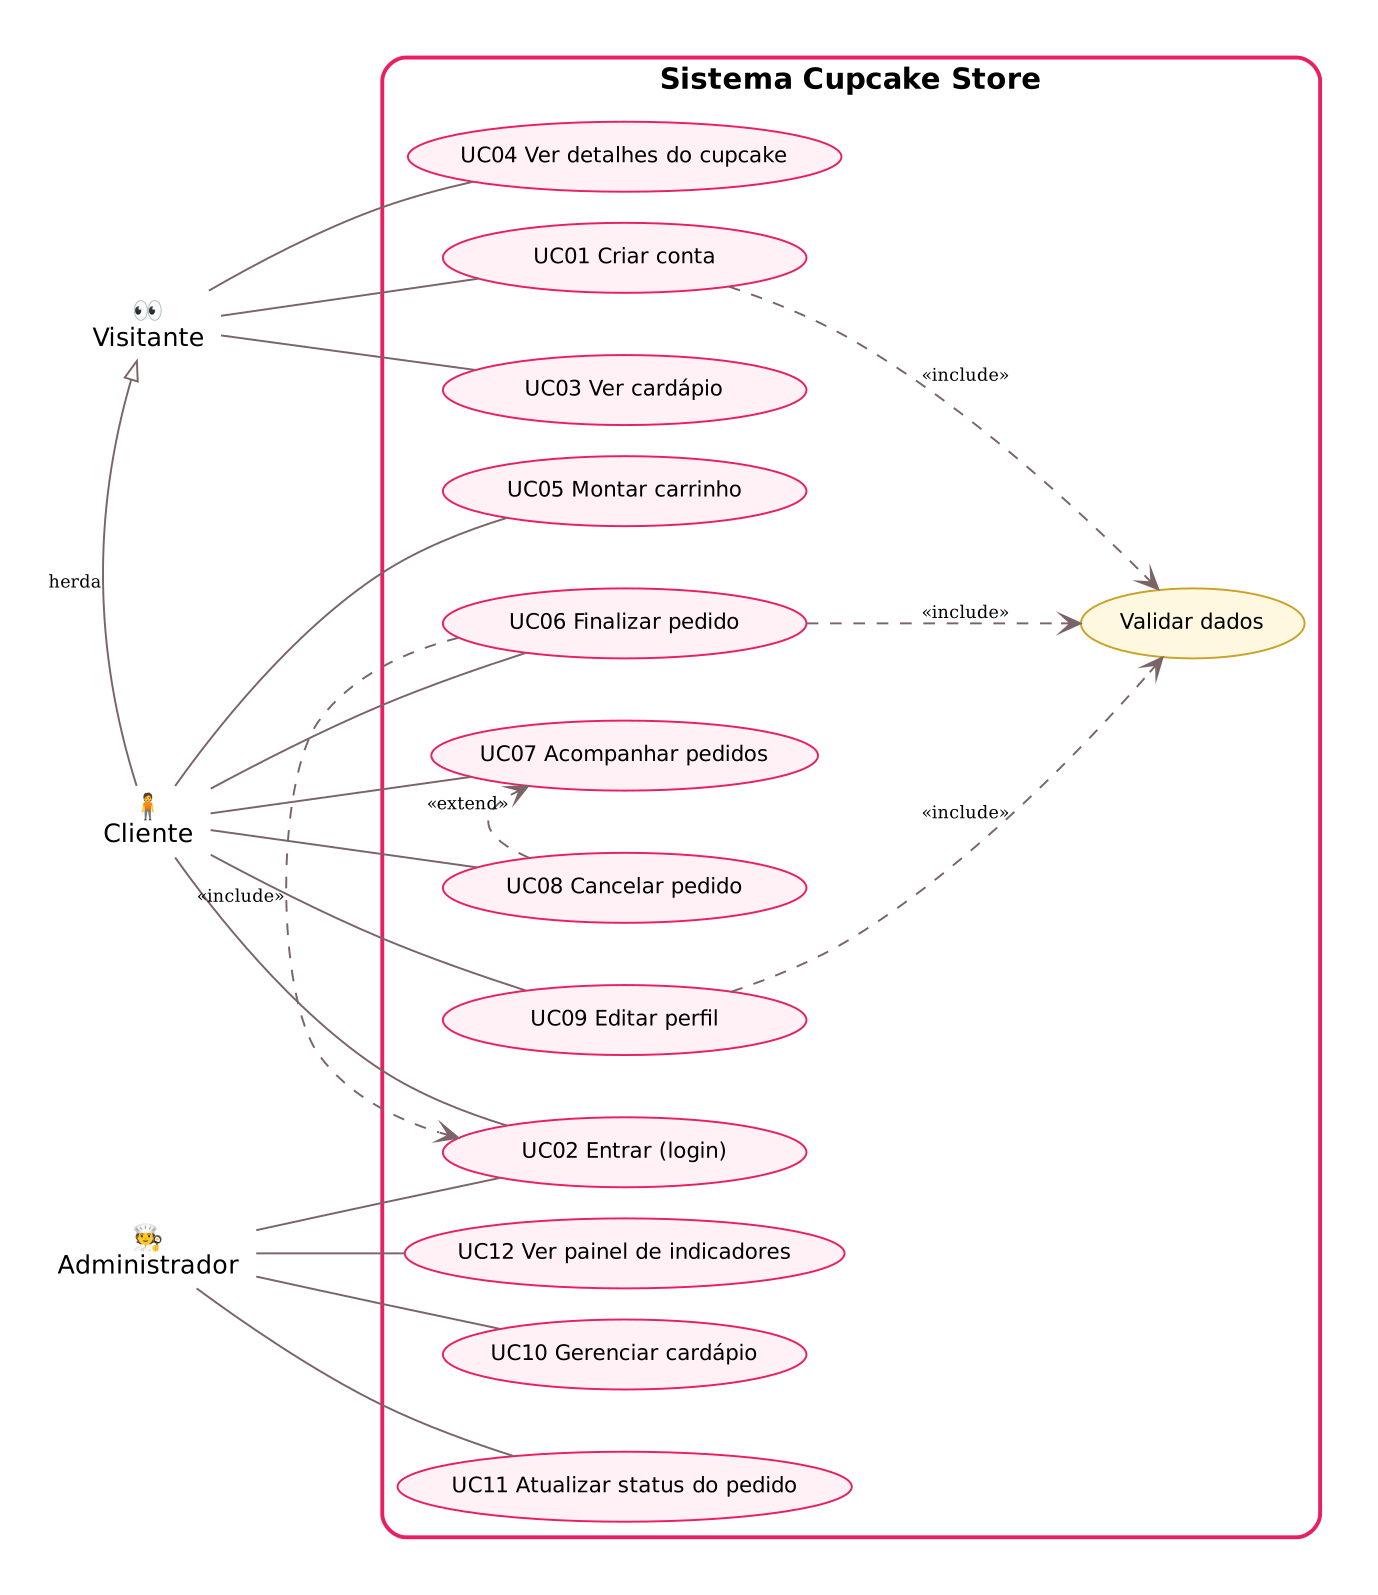 Sistema Cupcake Store
UC04 Ver detalhes do cupcake
UC01 Criar conta
Visitante
«include»
UC03 Ver cardápio
UC05 Montar carrinho
herda
UC06 Finalizar pedido
«include»
Validar dados
UC07 Acompanhar pedidos
«extend»
«include»
Cliente
UC08 Cancelar pedido
«include»
UC09 Editar perfil
UC02 Entrar (login)
Administrador
UC12 Ver painel de indicadores
UC10 Gerenciar cardápio
UC11 Atualizar status do pedido